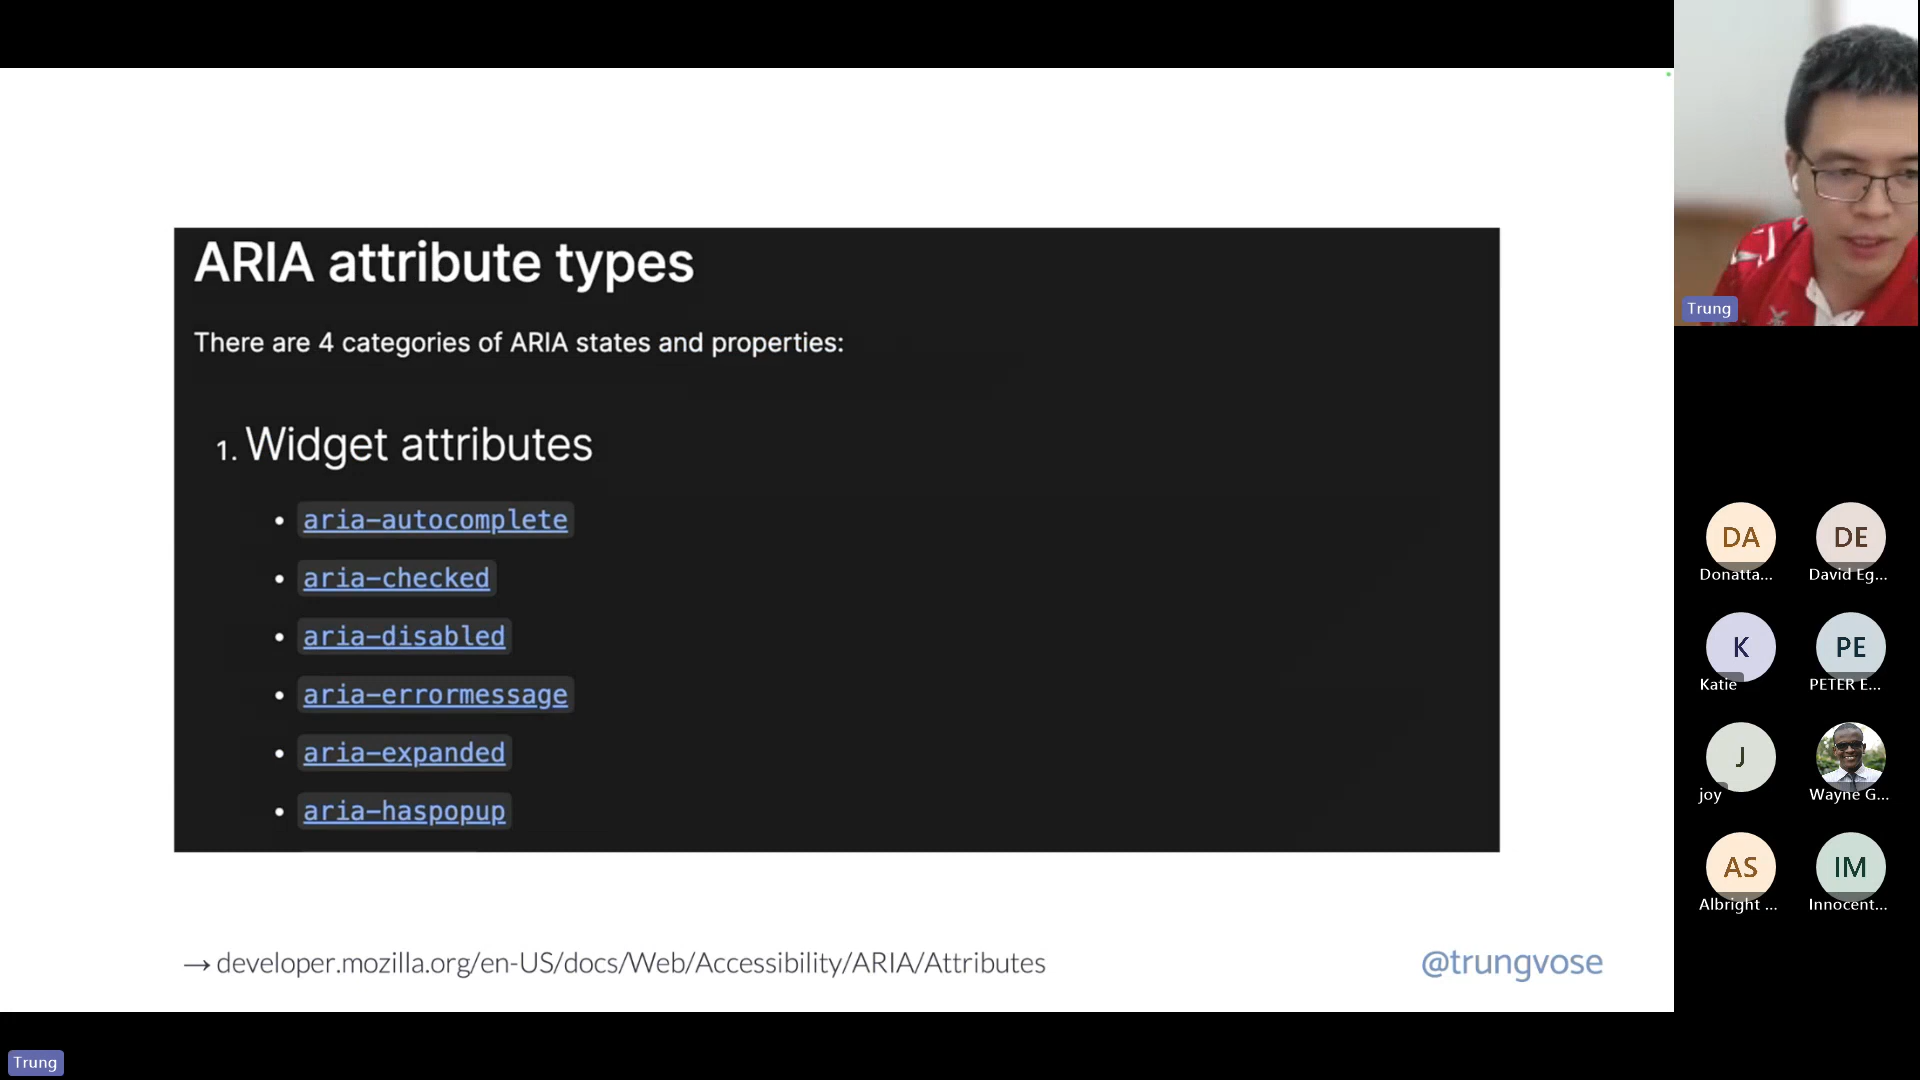 ARIA attribute types
There are 4 categories of ARIA states and properties:
1. Widget attributes
• aria-autocomplete
• aria-checked
• aria-disabled
• aria-errormessage
• aria-expanded
• aria-haspopup
→ developer.mozilla.org/en-US/docs/Web/Accessibility/ARIA/Attributes
@trungvose
Trung
DA
Donatta...
DE
David Eg...
K
Katie
PE
PETER E...
J
joy
Wayne G...
AS
Albright ...
IM
Innocent...
Trung